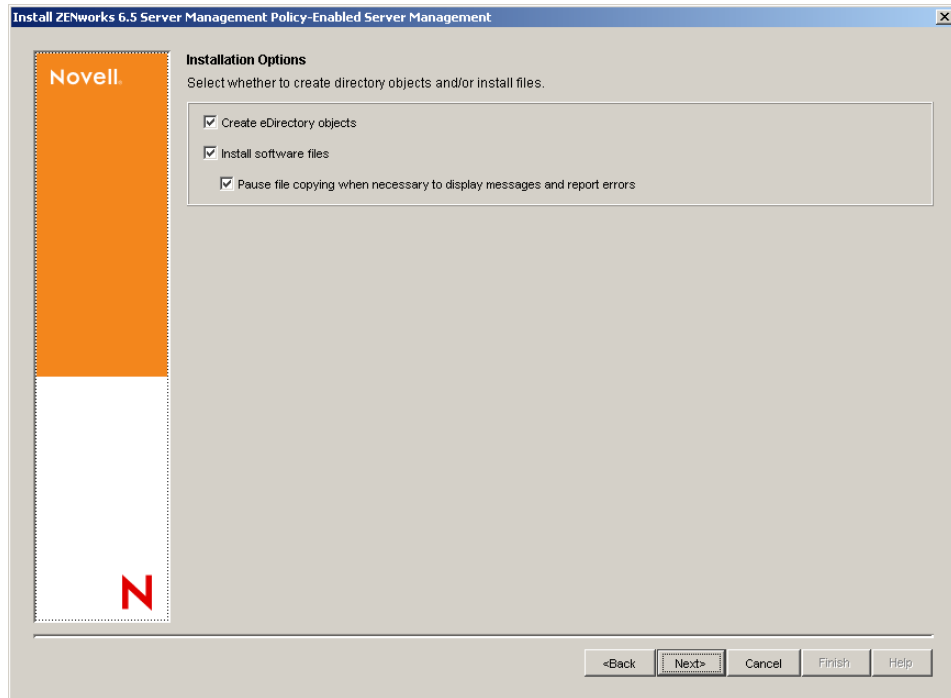 Install ZENworks 6.5 Server Management Policy-Enabled Server Management
Novell.
Installation Options
Select whether to create directory objects and/or install files.
Create eDirectory objects
Install software files
Pause file copying when necessary to display messages and report errors
N
<Back
Next>
Cancel
Finish
Help